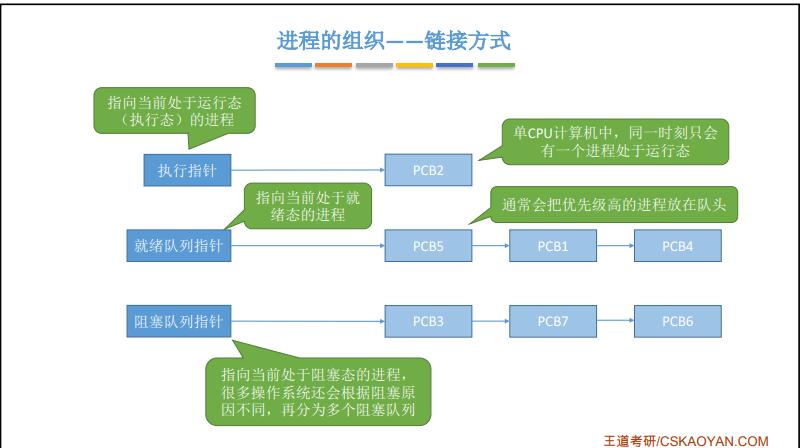 进程的组织——链接方式
指向当前处于运行态
（执行态）的进程
单CPU计算机中，同一时刻只会
有一个进程处于运行态
执行指针
PCB2
指向当前处于就
绪态的进程
通常会把优先级高的进程放在队头
就绪队列指针
PCB5
PCB1
PCB4
阻塞队列指针
PCB3
PCB7
PCB6
指向当前处于阻塞态的进程，
很多操作系统还会根据阻塞原
因不同，再分为多个阻塞队列
王道考研/CSKAOYAN.COM